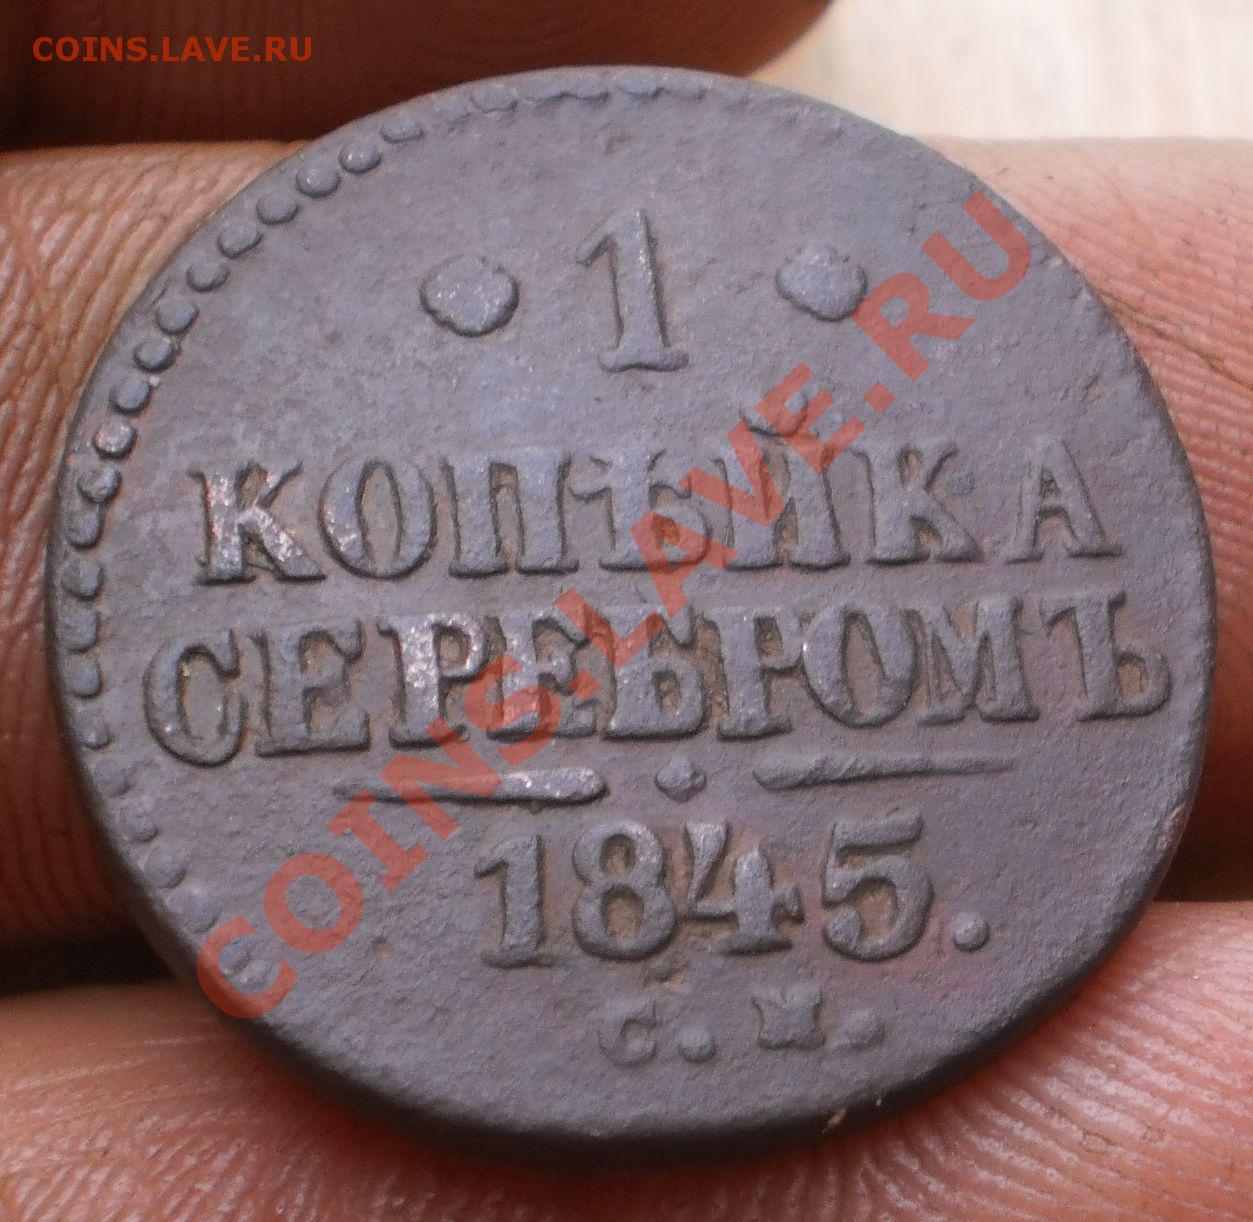 COINS.LAVE.RU
• 1 •
КОПѢЙКА
СЕРЕБРОМЪ
1845.
С.М.
COINS.LAVE.RU